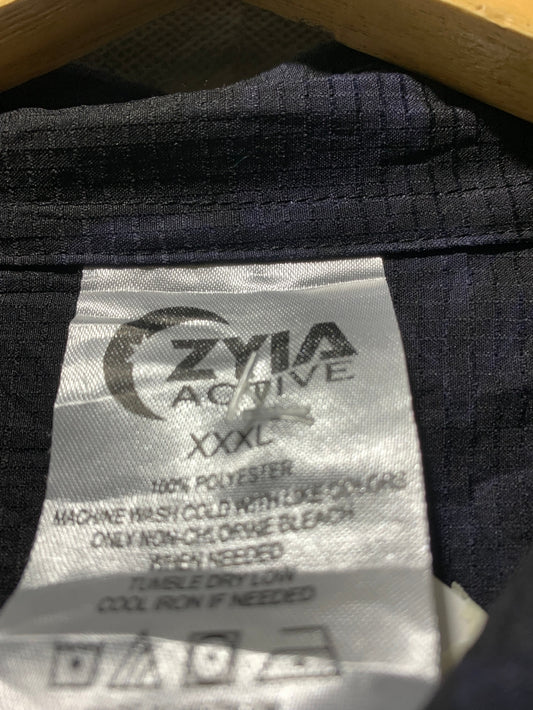 ZYIA
ACTIVE
XXXL
100% POLYESTER
MACHINE WASH COLD WITH LIKE COLORS
ONLY NON-CHLORINE BLEACH
WHEN NEEDED
TUMBLE DRY LOW
COOL IRON IF NEEDED